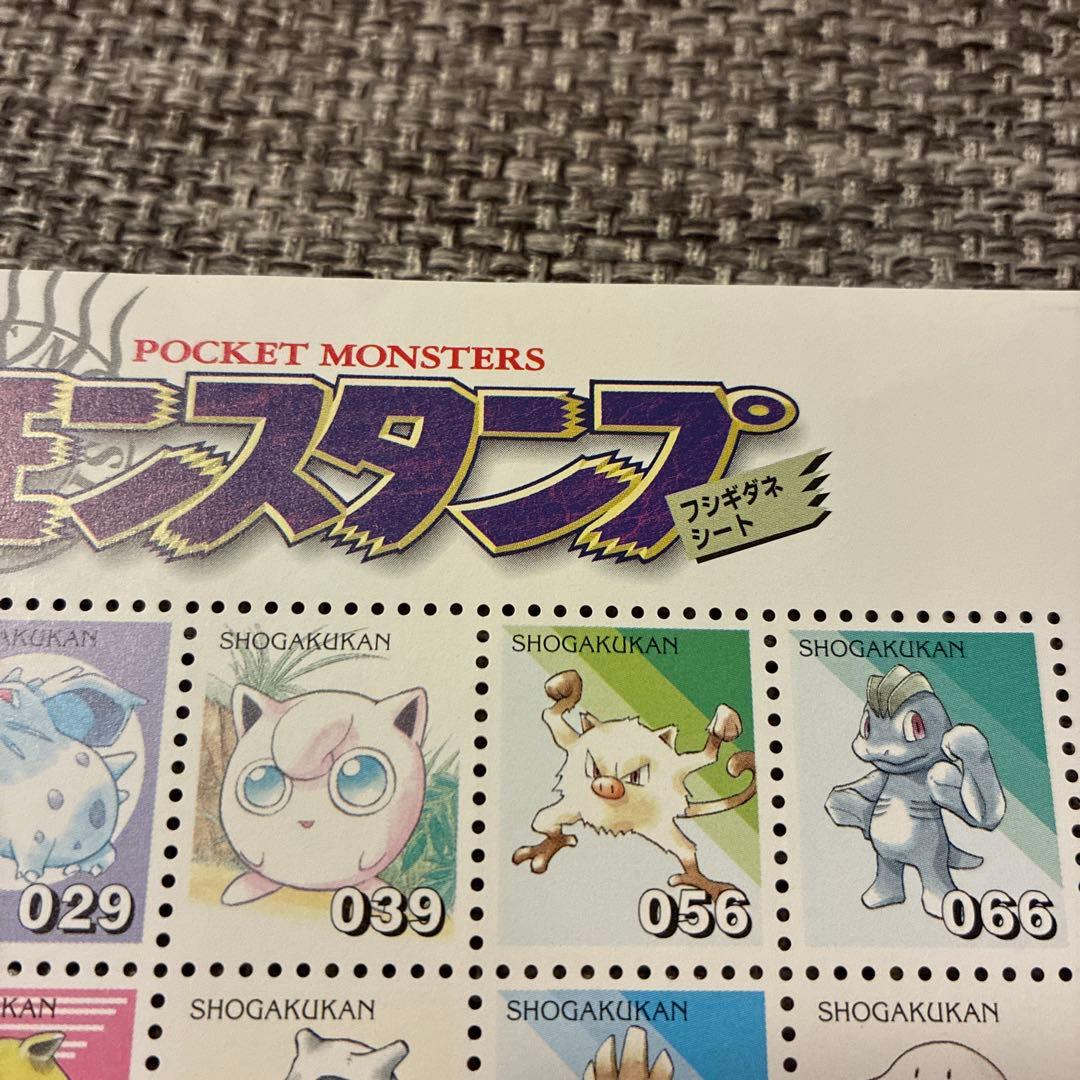 POCKET MONSTERS
モンスタンプ
フシギダネ
シート
SHOGAKUKAN
SHOGAKUKAN
SHOGAKUKAN
029
039
056
066
SHOGAKUKAN
SHOGAKUKAN
SHOGAKUKAN